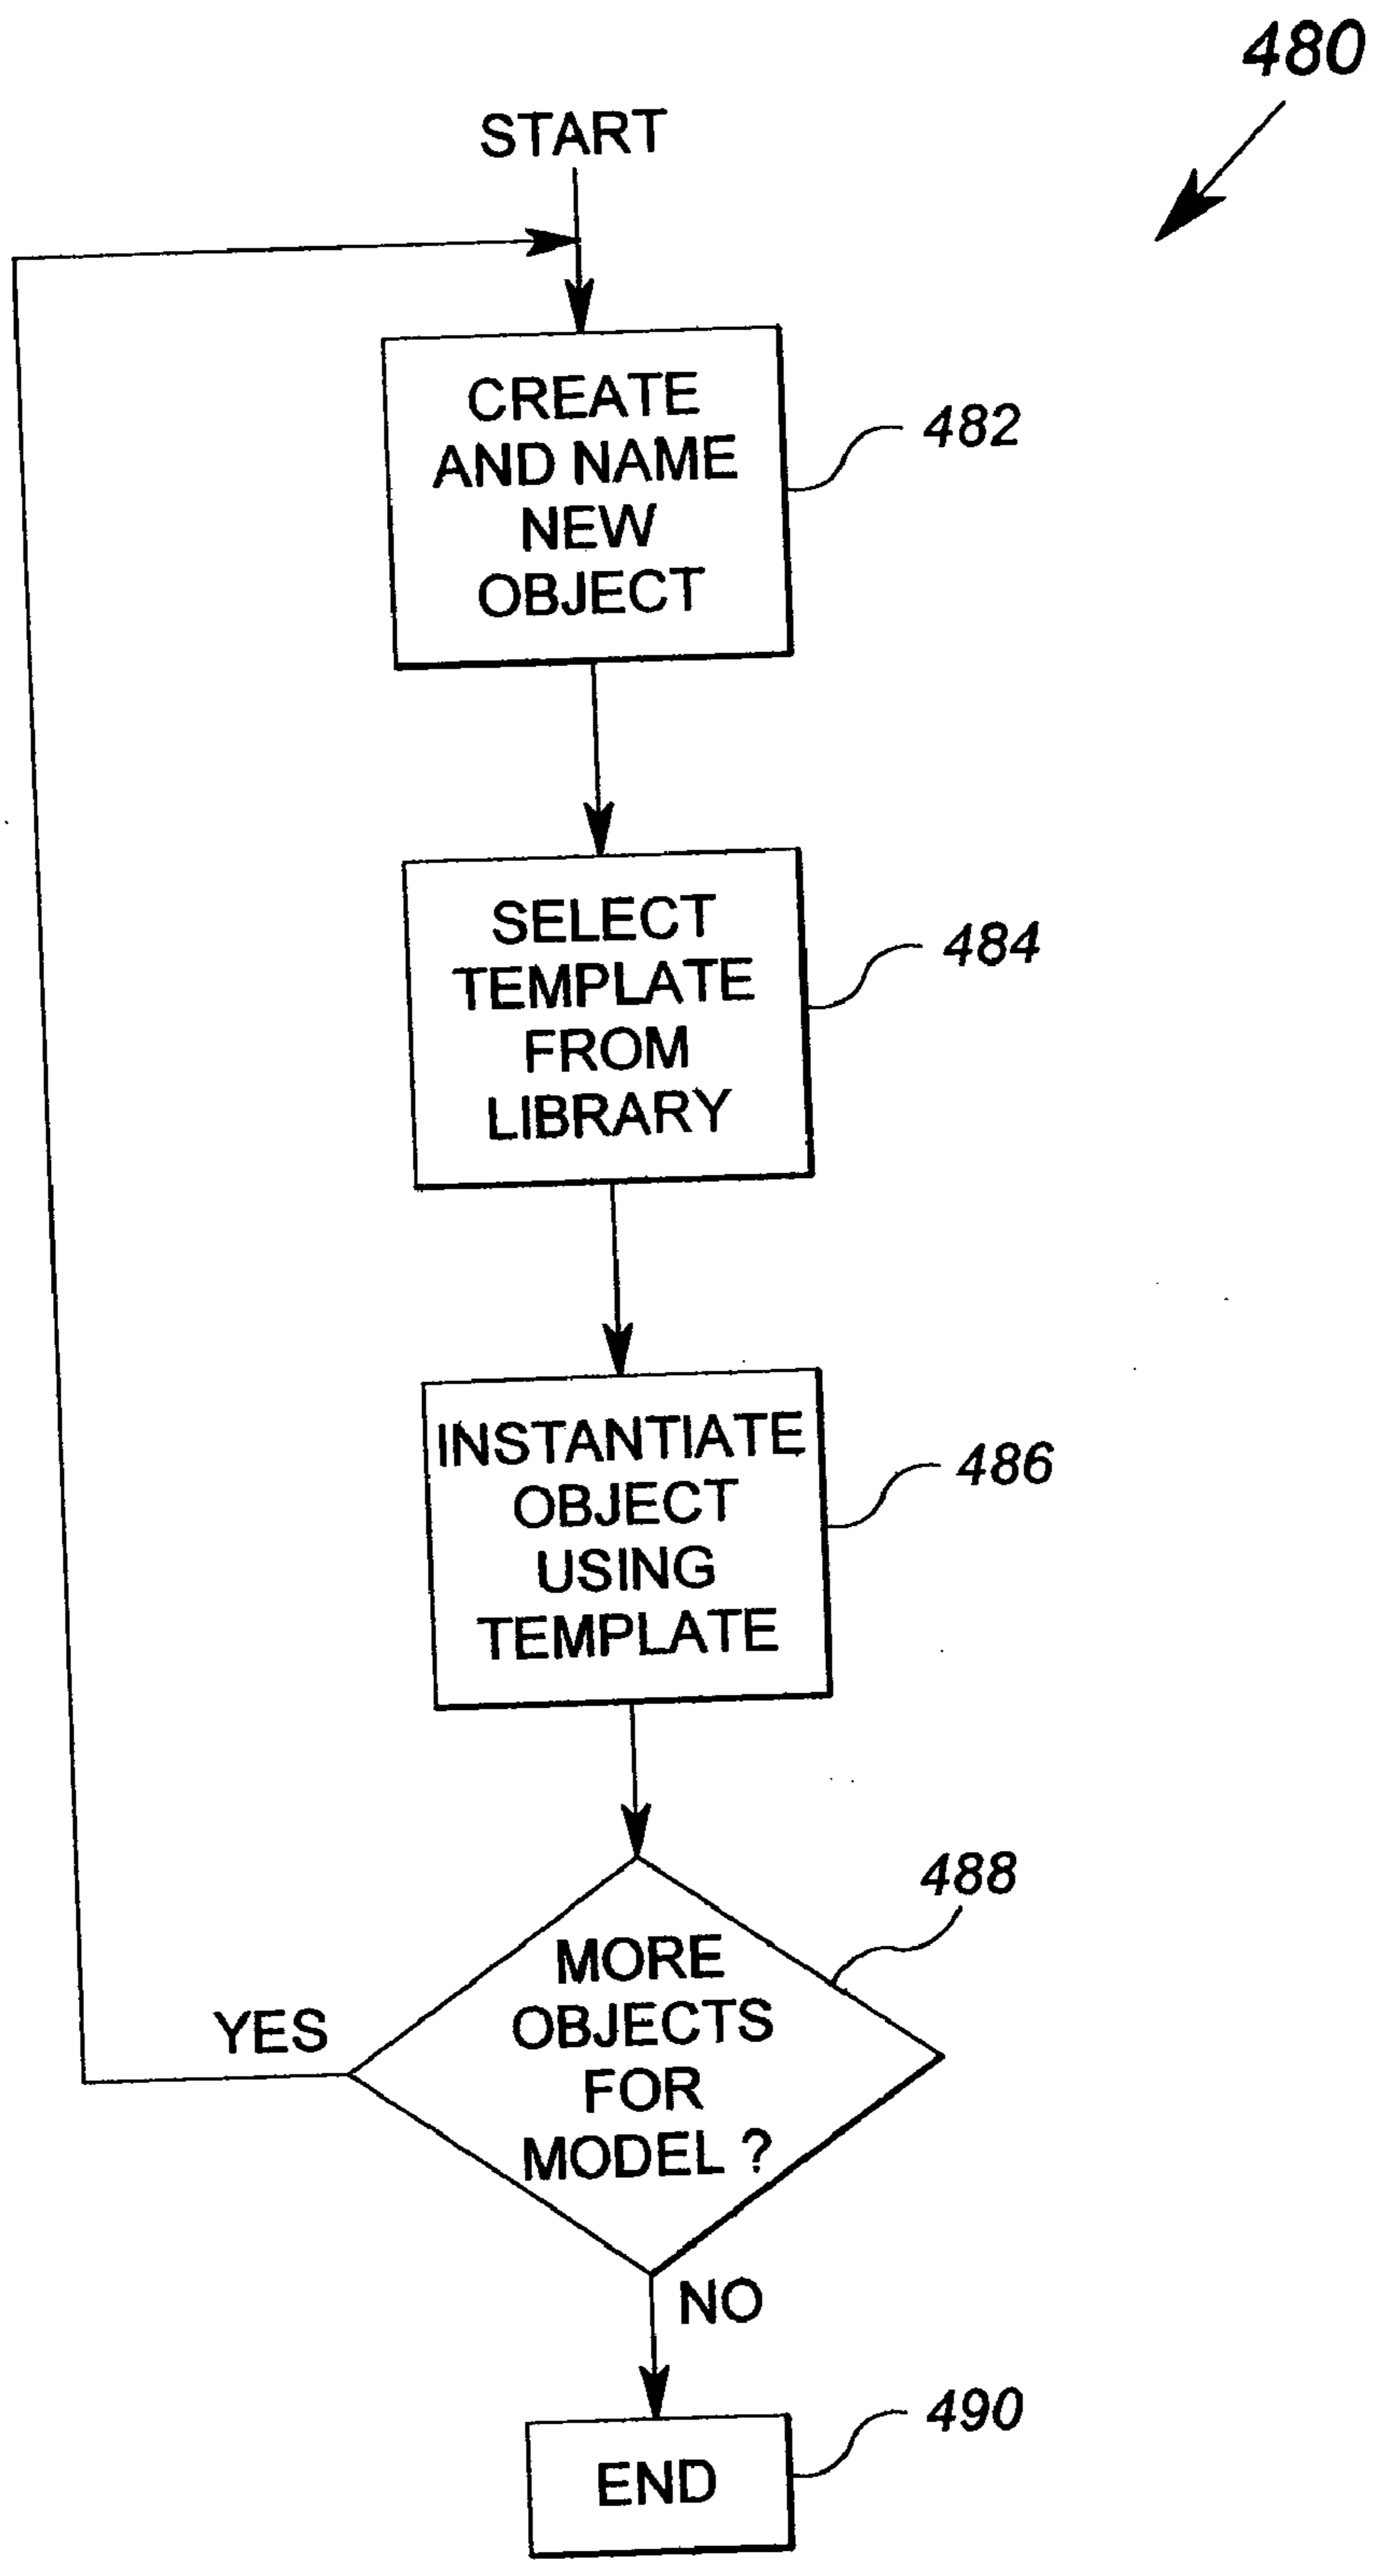 480
START
CREATE
AND NAME
NEW
OBJECT
482
SELECT
TEMPLATE
FROM
LIBRARY
484
INSTANTIATE
OBJECT
USING
TEMPLATE
486
488
MORE
OBJECTS
FOR
MODEL ?
YES
NO
490
END